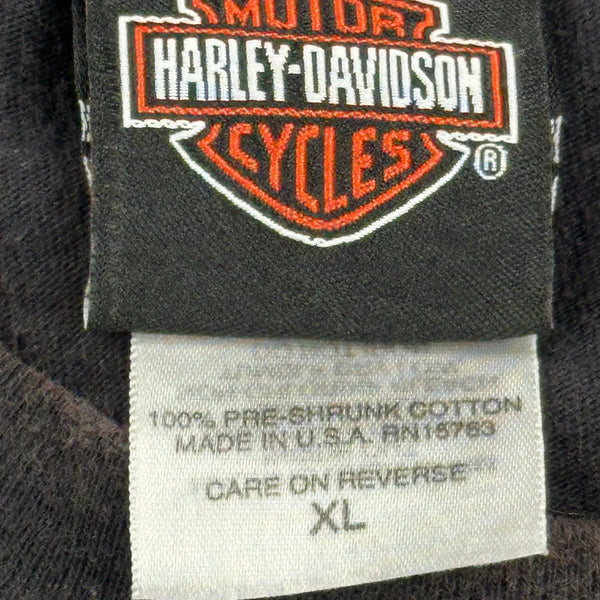 MOTOR
HARLEY-DAVIDSON
CYCLES
®
100% PRE-SHRUNK COTTON
MADE IN U.S.A. RN15763
CARE ON REVERSE
XL